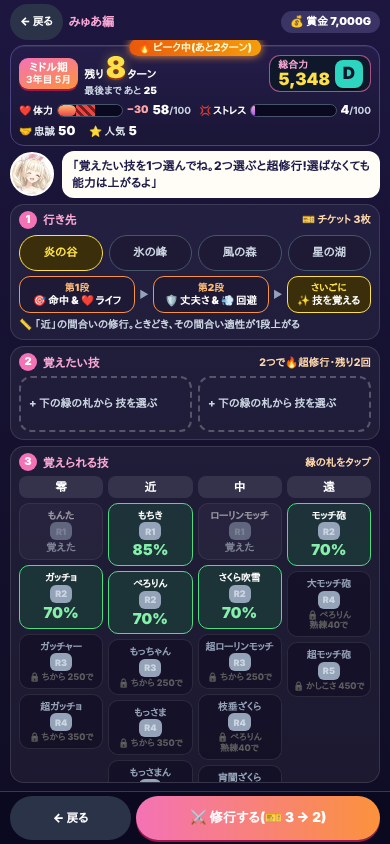 ← 戻る みゅあ編 💰 賞金 7,000G
🔥 ピーク中(あと2ターン)
ミドル期
3年目 5月
残り8ターン
最後まで あと 25
総合力
5,348 D
❤️ 体力 −30 58/100 💢 ストレス 4/100
🤝 忠誠 50 ⭐ 人気 5
「覚えたい技を1つ選んでね。2つ選ぶと超修行!選ばなくても
能力は上がるよ」
1 行き先 🎫 チケット 3枚
炎の谷 氷の峰 風の森 星の湖
第1段
🎯 命中 & ❤️ ライフ
▶
第2段
🛡️ 丈夫さ & 💨 回避
▶
さいごに
✨ 技を覚える
📏 「近」の間合いの修行。ときどき、その間合い適性が1段上がる
2 覚えたい技 2つで🔥超修行・残り2回
+ 下の緑の札から 技を選ぶ + 下の緑の札から 技を選ぶ
3 覚えられる技 緑の札をタップ
零 近 中 遠
もんた
R1
覚えた
もちき
R1
85%
ローリンモッチ
R1
覚えた
モッチ砲
R2
70%
ガッチョ
R2
70%
ぺろりん
R2
70%
さくら吹雪
R2
70%
大モッチ砲
R4
🔒 ぺろりん
熟練40で
ガッチャー
R3
🔒 ちから 250で
もっちゃん
R3
🔒 ちから 250で
超ローリンモッチ
R3
🔒 ちから 250で
超モッチ砲
R5
🔒 かしこさ 450で
超ガッチョ
R4
🔒 ちから 350で
もっさま
R4
🔒 ちから 350で
枝垂ざくら
R4
🔒 ぺろりん
熟練40で
もっさまん
宵闇ざくら
← 戻る ⚔️ 修行する(🎫 3 → 2)